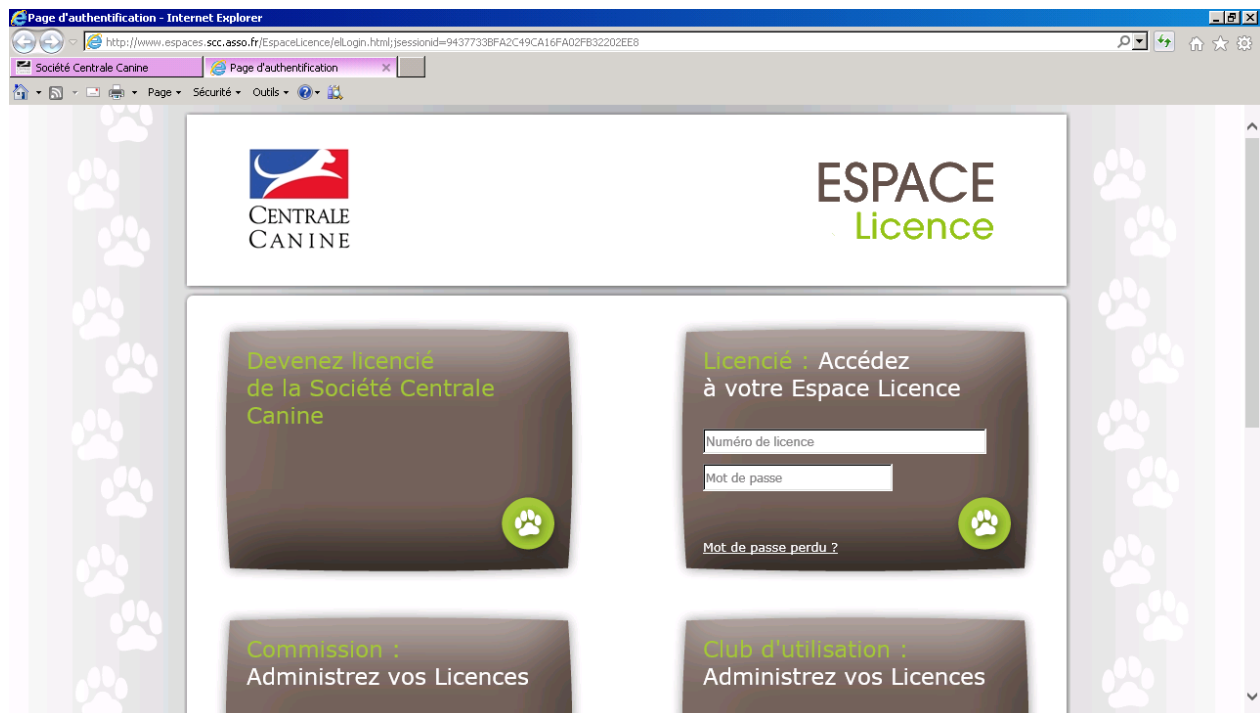 Page d'authentification - Internet Explorer
http://www.espaces.scc.asso.fr/EspaceLicence/elLogin.html;jsessionid=9437733BFA2C49CA16FA02FB32202EE8
Société Centrale Canine
Page d'authentification
Page
Sécurité
Outils
CENTRALE
CANINE
ESPACE
Licence
Devenez licencié
de la Société Centrale
Canine
Licencié : Accédez
à votre Espace Licence
Numéro de licence
Mot de passe
Mot de passe perdu ?
Commission :
Administrez vos Licences
Club d'utilisation :
Administrez vos Licences